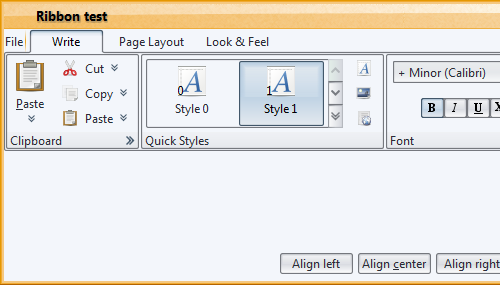 Ribbon test
File Write Page Layout Look & Feel
Cut
Copy
Paste
Paste
0 A
Style 0
1 A
Style 1
A
+ Minor (Calibri)
B I U X
Clipboard
Quick Styles
Font
Align left Align center Align right